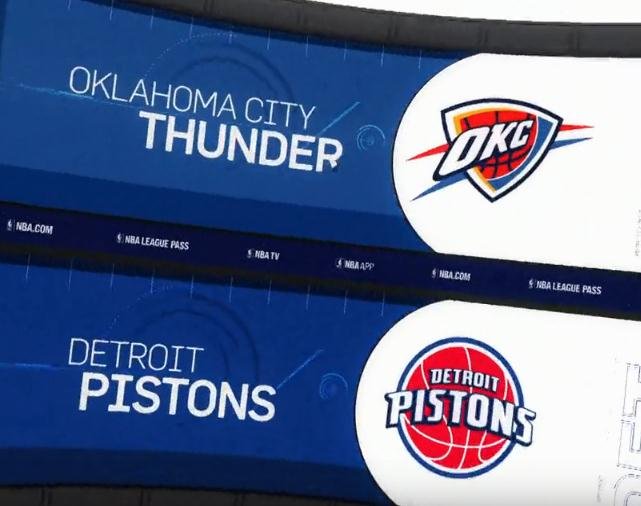 OKLAHOMA CITY
THUNDER
OKC
NBA.COM
NBA LEAGUE PASS
NBA TV
NBA APP
NBA.COM
NBA LEAGUE PASS
DETROIT
PISTONS
DETROIT
PISTONS